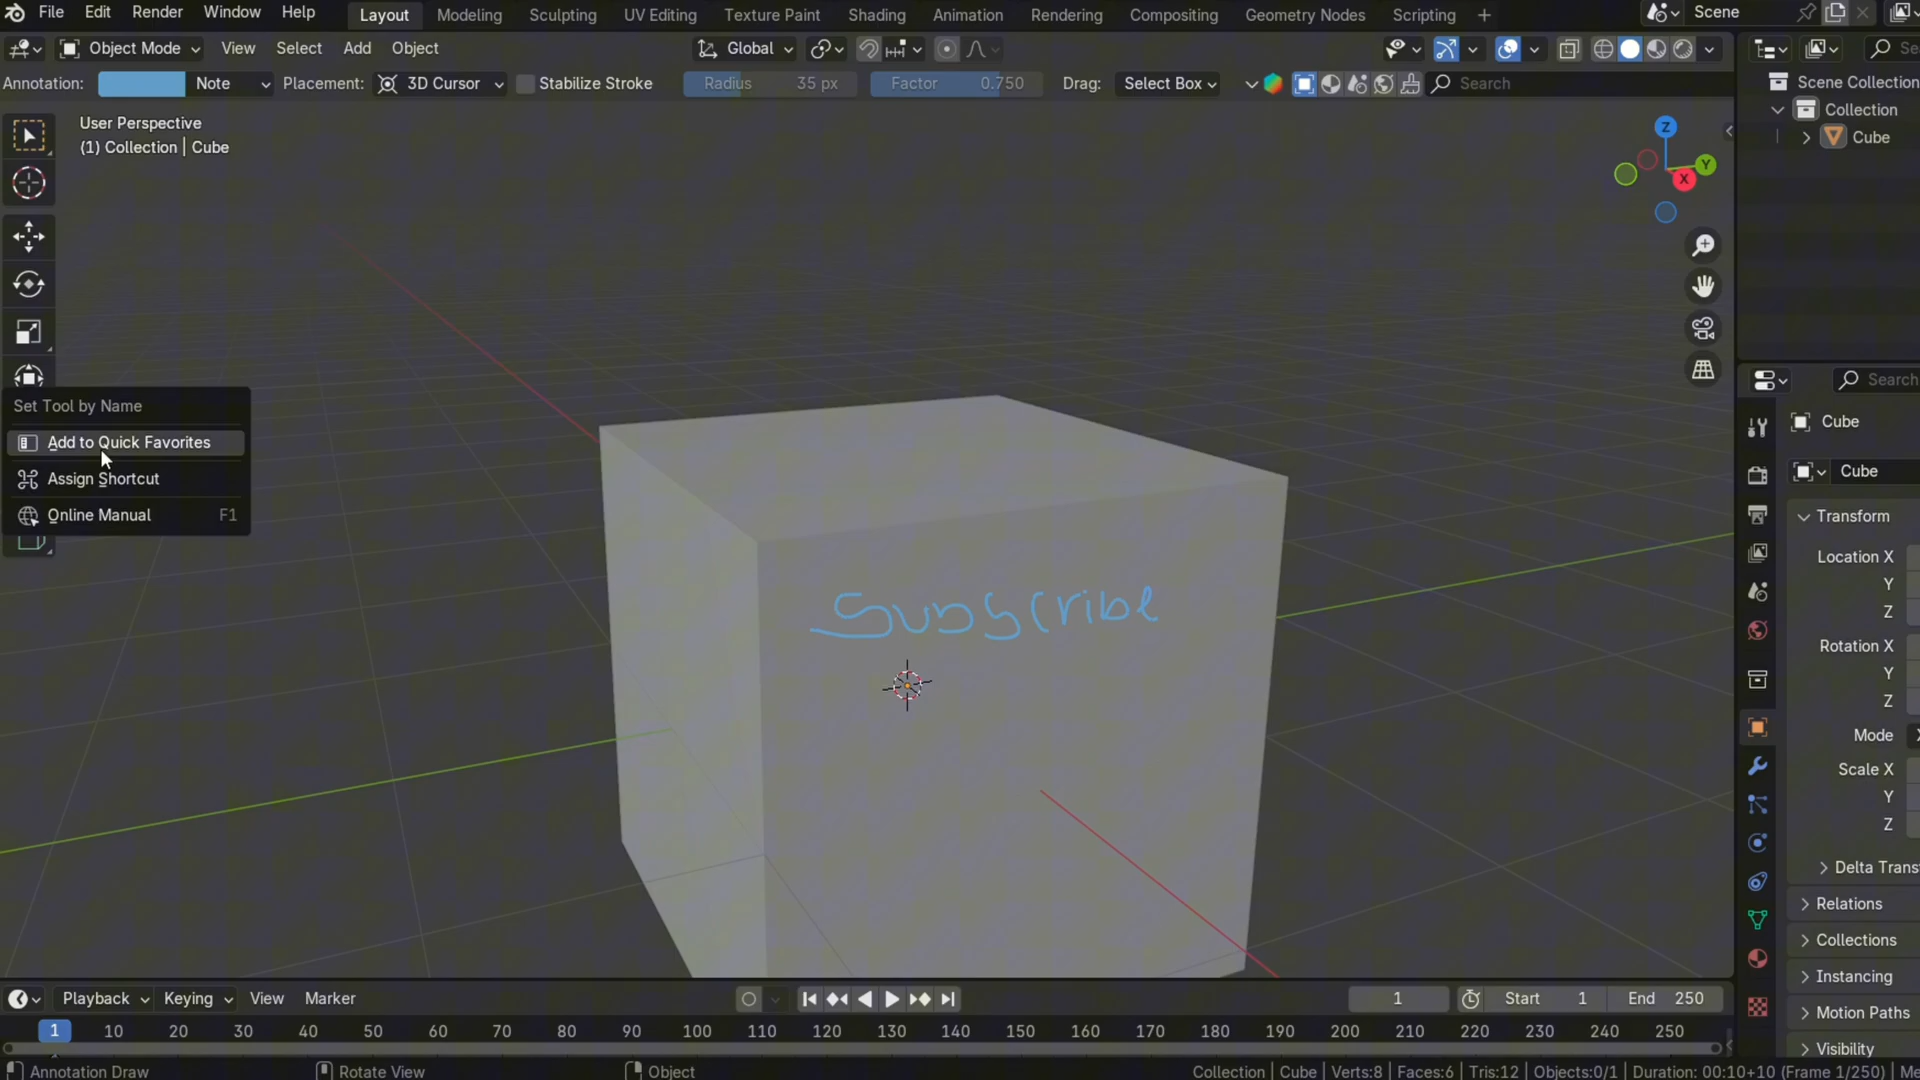 File Edit Render Window Help Layout Modeling Sculpting UV Editing Texture Paint Shading Animation Rendering Compositing Geometry Nodes Scripting + Scene
Object Mode View Select Add Object Global
Annotation: Note Placement: 3D Cursor Stabilize Stroke Radius 35 px Factor 0.750 Drag: Select Box Search
User Perspective
(1) Collection | Cube
Z
Y
X
Scene Collection
Collection
Cube
Set Tool by Name
Add to Quick Favorites
Assign Shortcut
Online Manual F1
Subscribe
Search
Cube
Cube
Transform
Location X
Y
Z
Rotation X
Y
Z
Mode
Scale X
Y
Z
Delta Trans
Relations
Collections
Instancing
Motion Paths
Visibility
Playback Keying View Marker 1 Start 1 End 250
1 10 20 30 40 50 60 70 80 90 100 110 120 130 140 150 160 170 180 190 200 210 220 230 240 250
Annotation Draw Rotate View Object Collection | Cube | Verts:8 | Faces:6 | Tris:12 | Objects:0/1 | Duration: 00:10+10 (Frame 1/250) | Me